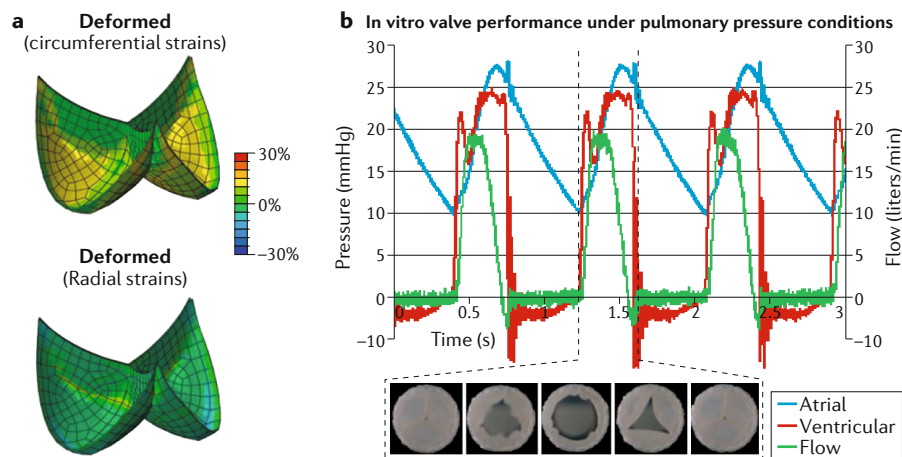 a
Deformed
(circumferential strains)
30%
0%
−30%
Deformed
(Radial strains)
b In vitro valve performance under pulmonary pressure conditions
30
25
20
15
10
5
0
−10
Pressure (mmHg)
30
25
20
15
10
5
0
−10
Flow (liters/min)
0.0
0.5
1
1.5
2
2.5
3
Time (s)
Atrial
Ventricular
Flow